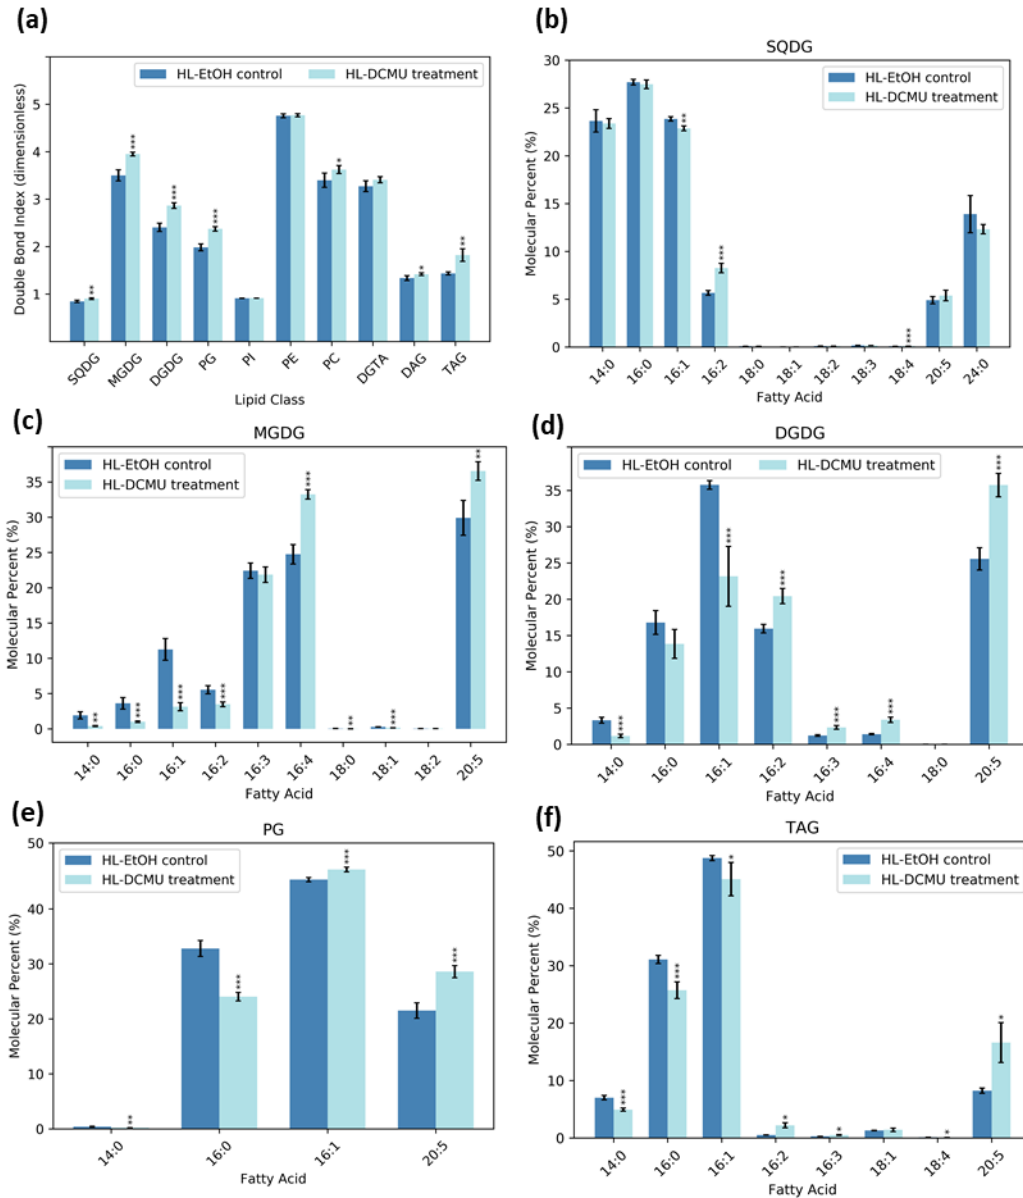 (a)
HL-EtOH control
HL-DCMU treatment
Double Bond Index (dimensionless)
5
4
3
2
1
**
***
***
***
*
*
**
SQDG
MGDG
DGDG
PG
PI
PE
PC
DGTA
DAG
TAG
Lipid Class
(b)
SQDG
HL-EtOH control
HL-DCMU treatment
Molecular Percent (%)
30
25
20
15
10
5
0
**
***
***
14:0
16:0
16:1
16:2
18:0
18:1
18:2
18:3
18:4
20:5
24:0
Fatty Acid
(c)
MGDG
HL-EtOH control
HL-DCMU treatment
Molecular Percent (%)
35
30
25
20
15
10
5
0
**
***
***
***
***
**
***
**
14:0
16:0
16:1
16:2
16:3
16:4
18:0
18:1
18:2
20:5
Fatty Acid
(d)
DGDG
HL-EtOH control
HL-DCMU treatment
Molecular Percent (%)
35
30
25
20
15
10
5
0
***
***
***
***
***
***
14:0
16:0
16:1
16:2
16:3
16:4
18:0
20:5
Fatty Acid
(e)
PG
HL-EtOH control
HL-DCMU treatment
Molecular Percent (%)
50
40
30
20
10
0
**
***
***
***
14:0
16:0
16:1
20:5
Fatty Acid
(f)
TAG
HL-EtOH control
HL-DCMU treatment
Molecular Percent (%)
50
40
30
20
10
0
***
***
*
*
*
*
*
14:0
16:0
16:1
16:2
16:3
18:1
18:4
20:5
Fatty Acid